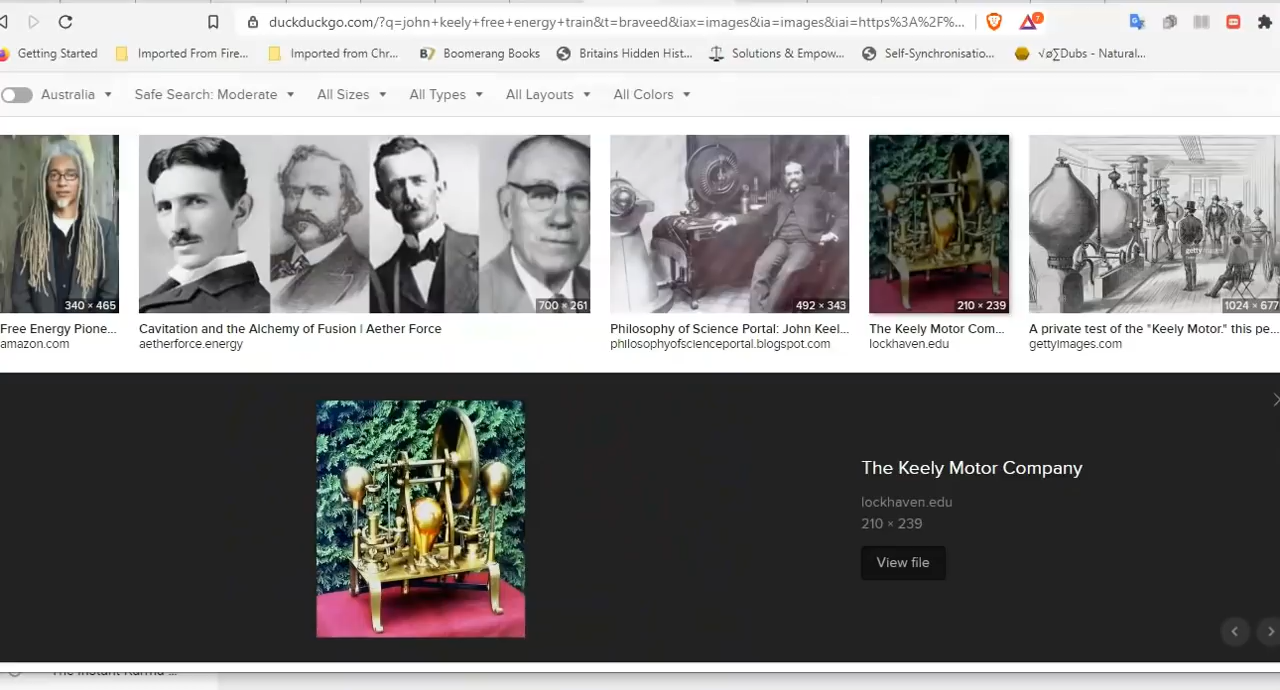 duckduckgo.com/?q=john+keely+free+energy+train&t=braveed&iax=images&ia=images&iai=https%3A%2F%...
7
Getting Started
Imported From Fire...
Imported from Chr...
B7 Boomerang Books
Britains Hidden Hist...
Solutions & Empow...
Self-Synchronisatio...
√ø∑Dubs - Natural...
Australia
Safe Search: Moderate
All Sizes
All Types
All Layouts
All Colors
340 × 465
700 × 261
492 × 343
210 × 239
gettyimages
1024 × 677
Free Energy Pione...
Cavitation and the Alchemy of Fusion | Aether Force
Philosophy of Science Portal: John Keel...
The Keely Motor Com...
A private test of the "Keely Motor." this pe...
amazon.com
aetherforce.energy
philosophyofscienceportal.blogspot.com
lockhaven.edu
gettyimages.com
The Keely Motor Company
lockhaven.edu
210 × 239
View file